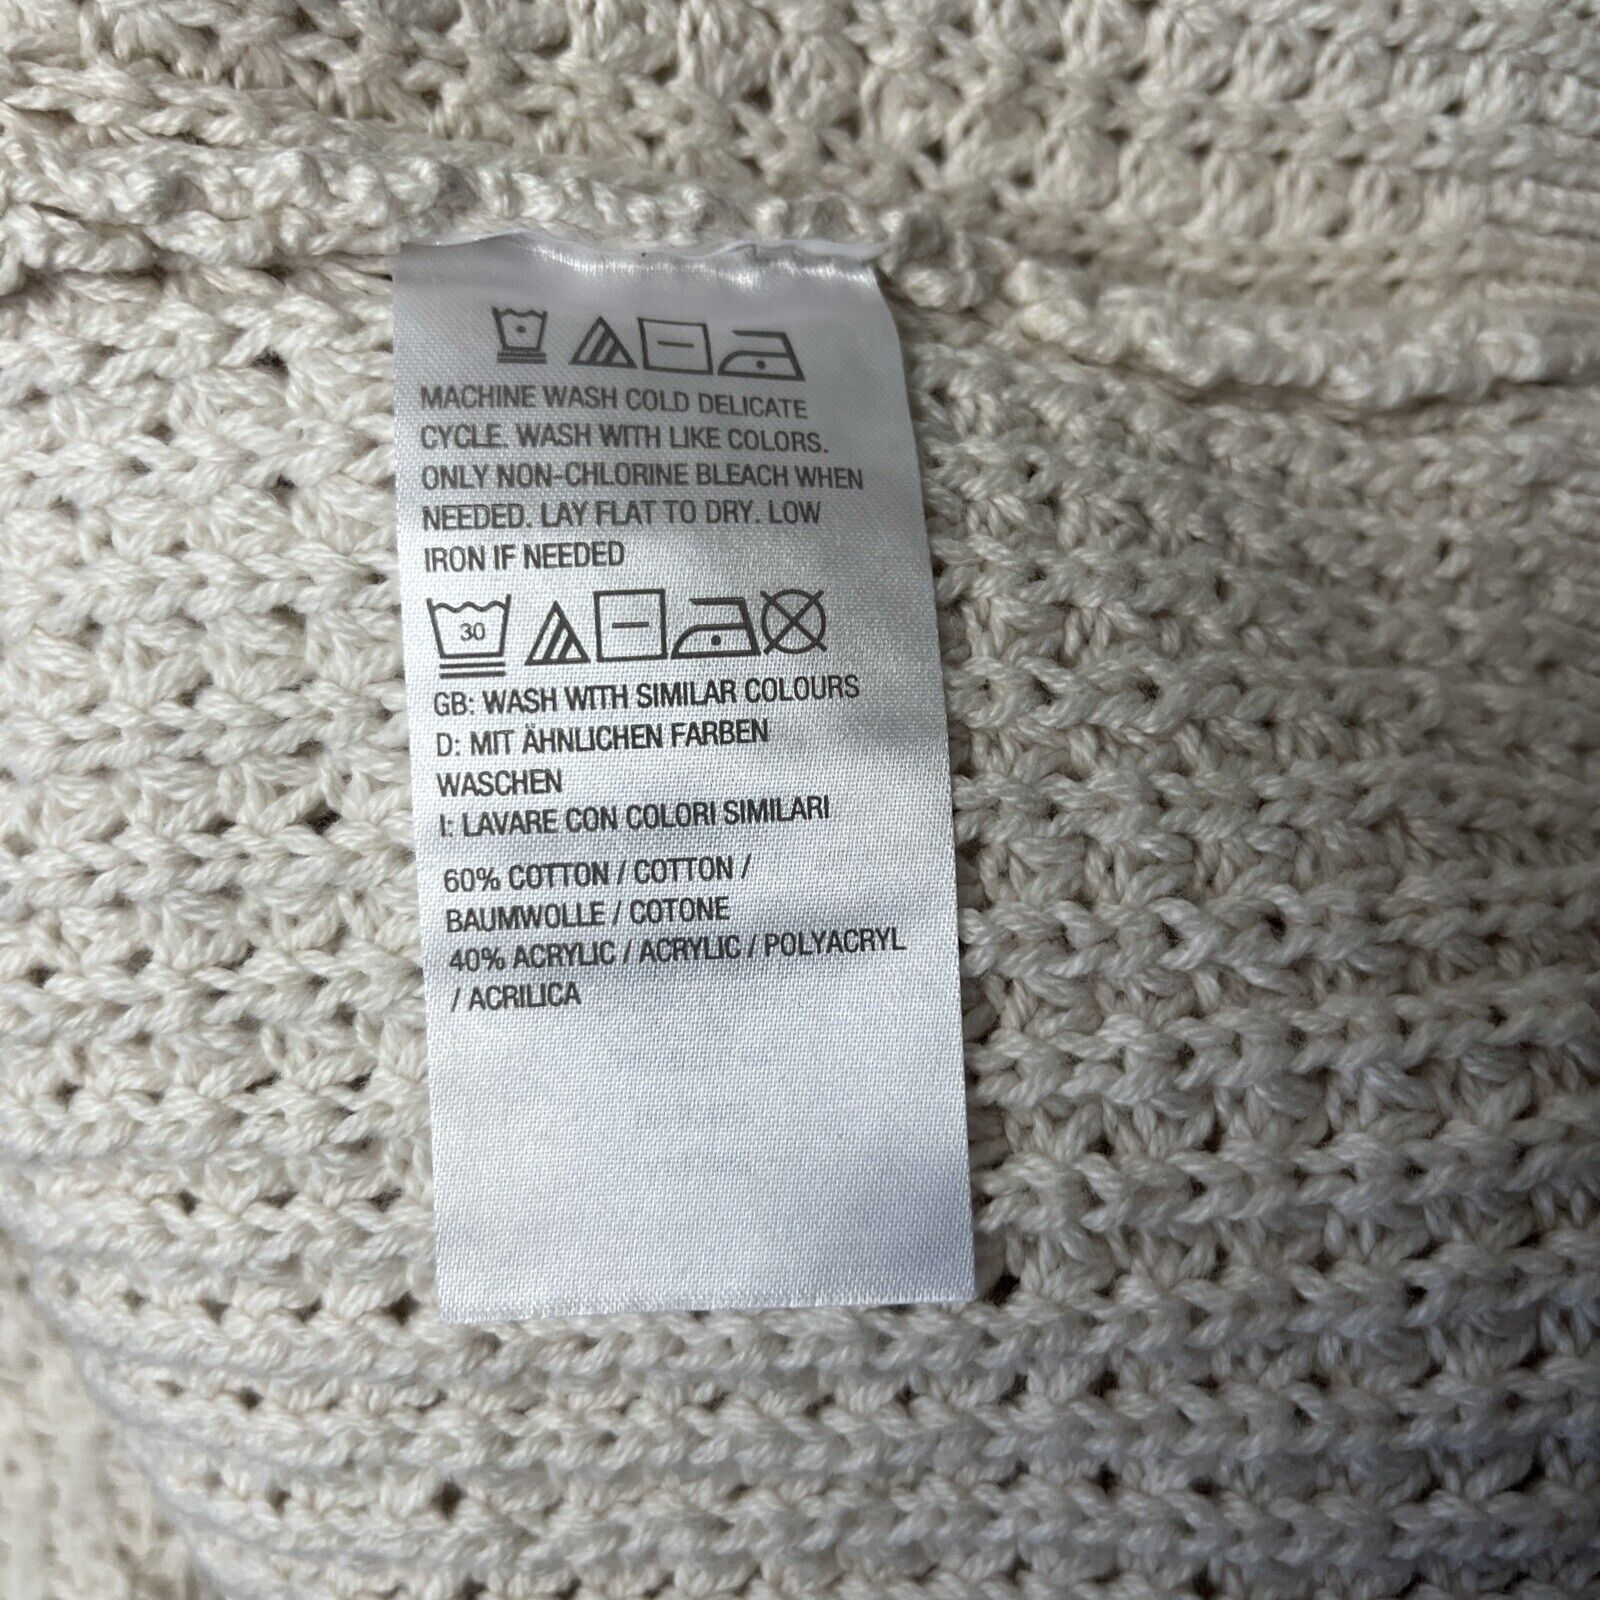 MACHINE WASH COLD DELICATE
CYCLE. WASH WITH LIKE COLORS.
ONLY NON-CHLORINE BLEACH WHEN
NEEDED. LAY FLAT TO DRY. LOW
IRON IF NEEDED
30
GB: WASH WITH SIMILAR COLOURS
D: MIT ÄHNLICHEN FARBEN
WASCHEN
I: LAVARE CON COLORI SIMILARI
60% COTTON / COTTON /
BAUMWOLLE / COTONE
40% ACRYLIC / ACRYLIC / POLYACRYL
/ ACRILICA